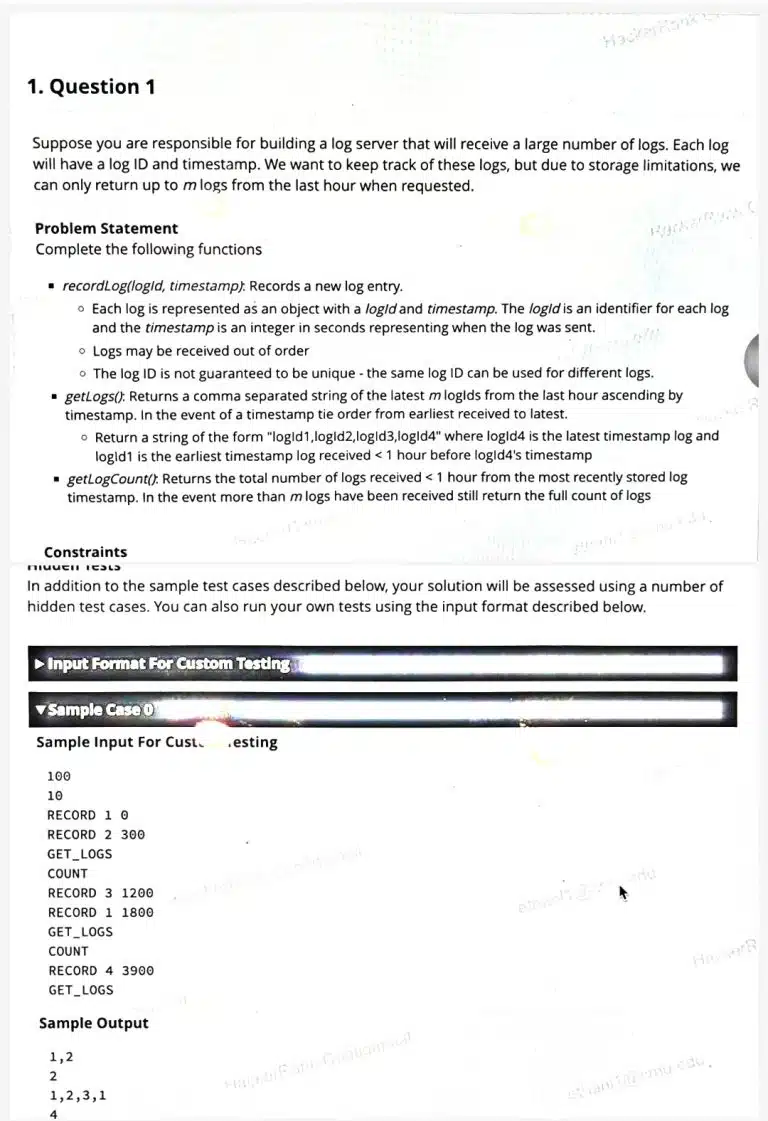 1. Question 1
Suppose you are responsible for building a log server that will receive a large number of logs. Each log
will have a log ID and timestamp. We want to keep track of these logs, but due to storage limitations, we
can only return up to m logs from the last hour when requested.
Problem Statement
Complete the following functions
▪ recordLog(logId, timestamp): Records a new log entry.
◦ Each log is represented as an object with a logId and timestamp. The logId is an identifier for each log
and the timestamp is an integer in seconds representing when the log was sent.
◦ Logs may be received out of order
◦ The log ID is not guaranteed to be unique - the same log ID can be used for different logs.
▪ getLogs(): Returns a comma separated string of the latest m logIds from the last hour ascending by
timestamp. In the event of a timestamp tie order from earliest received to latest.
◦ Return a string of the form "logId1,logId2,logId3,logId4" where logId4 is the latest timestamp log and
logId1 is the earliest timestamp log received < 1 hour before logId4's timestamp
▪ getLogCount(): Returns the total number of logs received < 1 hour from the most recently stored log
timestamp. In the event more than m logs have been received still return the full count of logs
Constraints
Hidden Tests
In addition to the sample test cases described below, your solution will be assessed using a number of
hidden test cases. You can also run your own tests using the input format described below.
▶ Input Format For Custom Testing
▼ Sample Case 0
Sample Input For
100
10
RECORD 1 0
RECORD 2 300
GET_LOGS
COUNT
RECORD 3 1200
RECORD 1 1800
GET_LOGS
COUNT
RECORD 4 3900
GET_LOGS
Sample Output
1,2
2
1,2,3,1
4